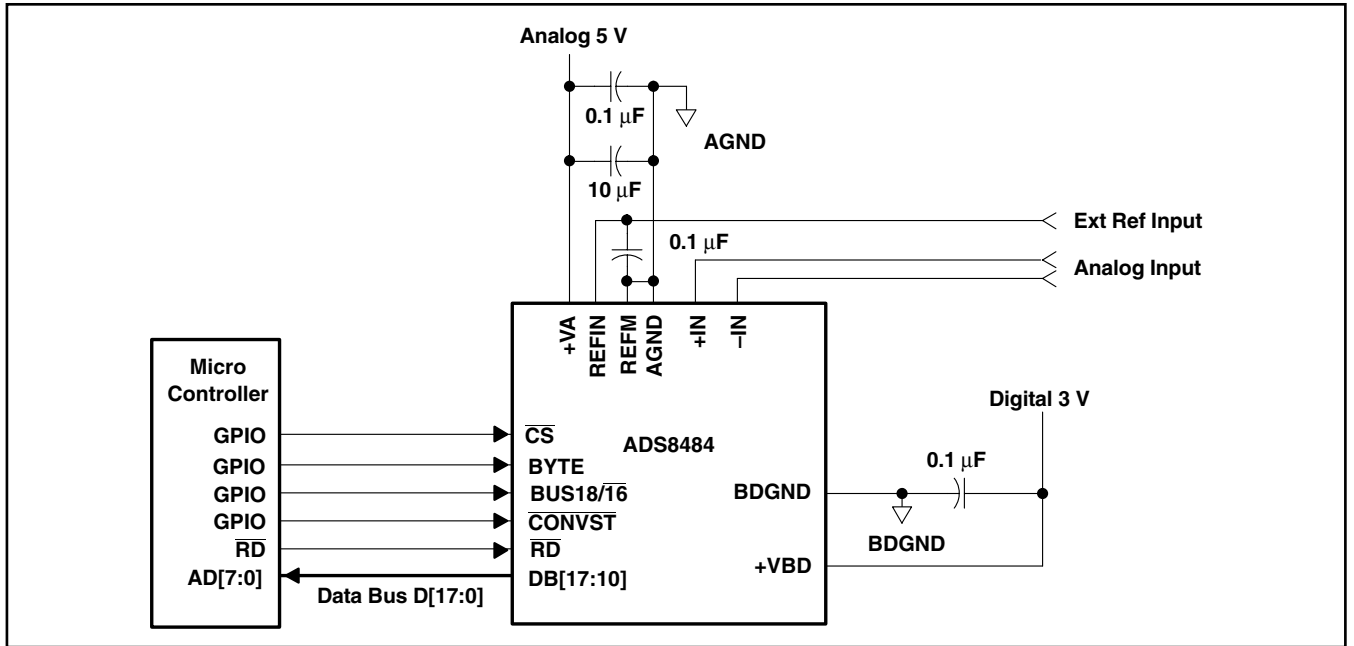 Analog 5 V
0.1 μF
AGND
10 μF
Ext Ref Input
0.1 μF
Analog Input
+VA
REFIN
REFM
AGND
+IN
−IN
Micro
Controller
Digital 3 V
GPIO
CS
ADS8484
GPIO
BYTE
0.1 μF
GPIO
BUS18/16
BDGND
GPIO
CONVST
BDGND
RD
RD
+VBD
AD[7:0]
DB[17:10]
Data Bus D[17:0]